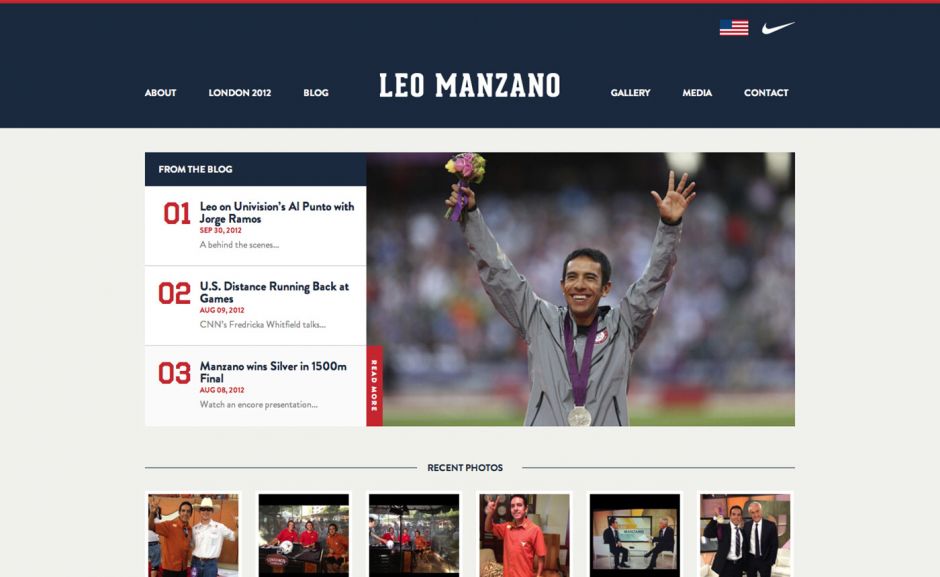 ABOUT
LONDON 2012
BLOG
LEO MANZANO
GALLERY
MEDIA
CONTACT
FROM THE BLOG
01
Leo on Univision's Al Punto with
Jorge Ramos
SEP 30, 2012
A behind the scenes...
02
U.S. Distance Running Back at
Games
AUG 09, 2012
CNN's Fredricka Whitfield talks...
03
Manzano wins Silver in 1500m
Final
AUG 08, 2012
Watch an encore presentation...
READ MORE
RECENT PHOTOS
MANZANO